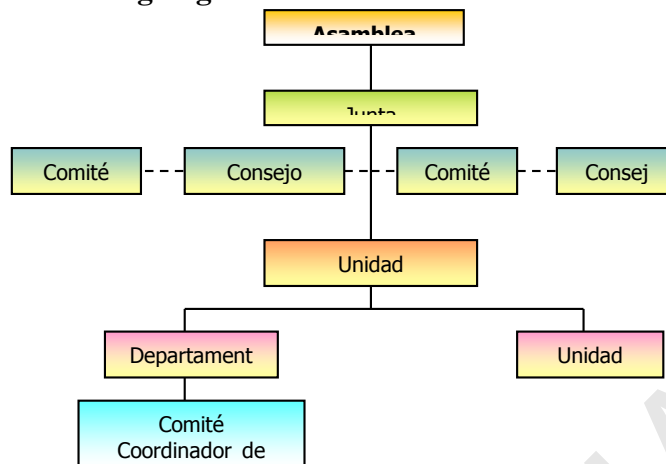 Asamblea
Junta
Comité Consejo Comité Consej
Unidad
Departament Unidad
Comité
Coordinador de